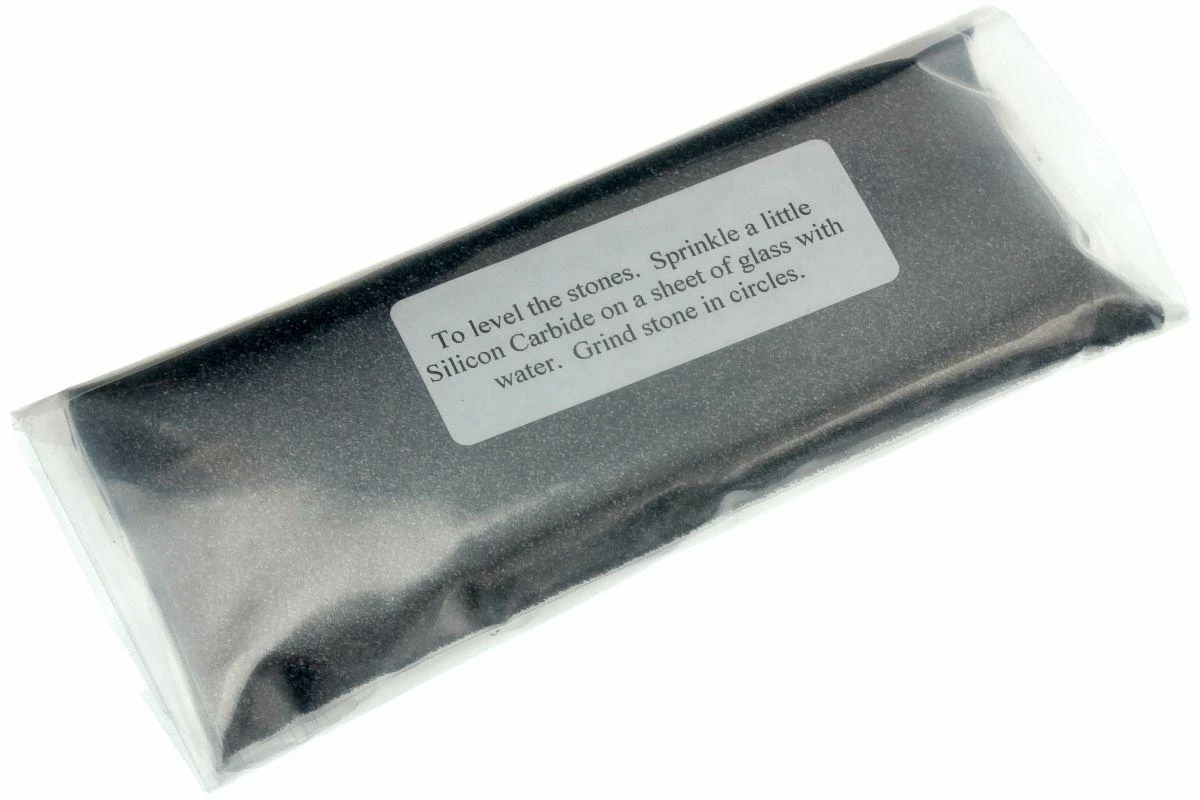 To level the stones.  Sprinkle a little
Silicon Carbide on a sheet of glass with
water.  Grind stone in circles.